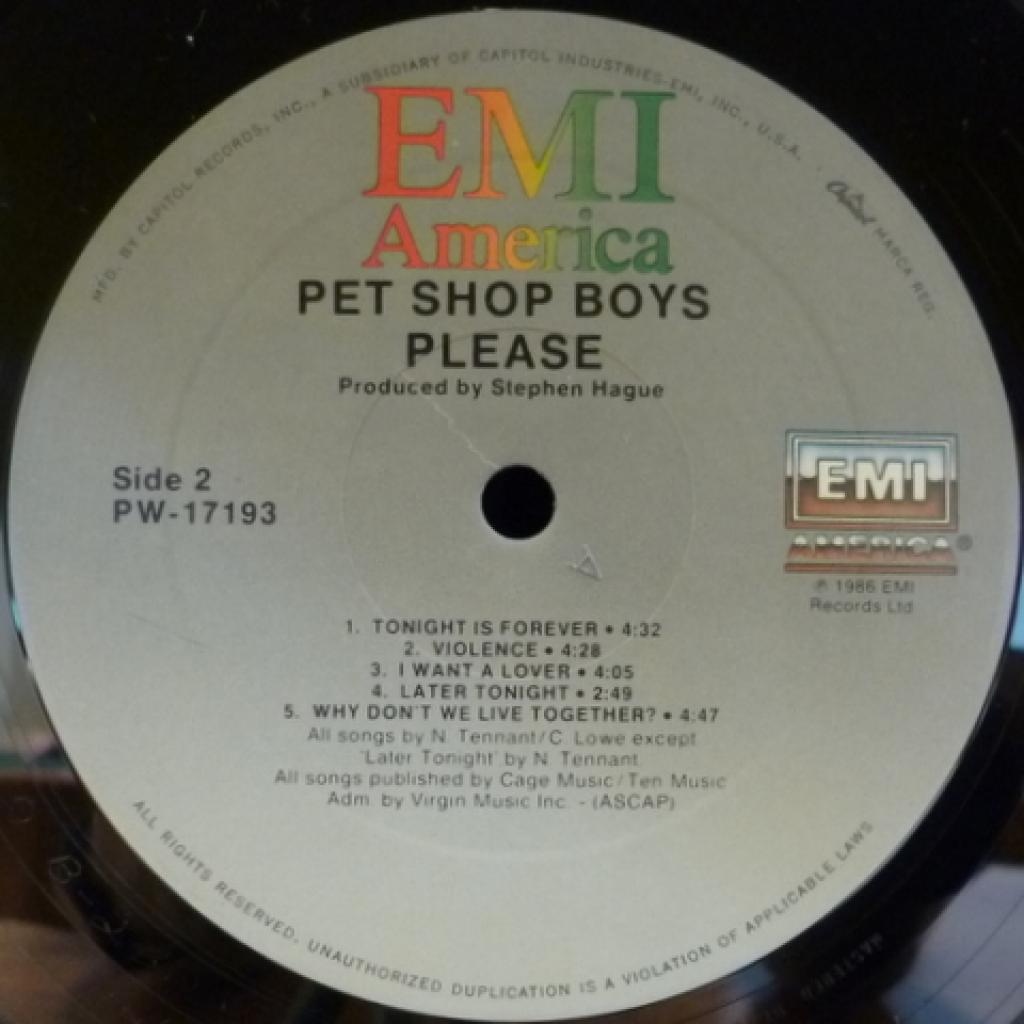 MFD. BY CAPITOL RECORDS, INC., A SUBSIDIARY OF CAPITOL INDUSTRIES-EMI, INC., U.S.A.
Capitol MARCA REG.
EMI
America
PET SHOP BOYS
PLEASE
Produced by Stephen Hague
Side 2
PW-17193
EMI
AMERICA®
℗ 1986 EMI
Records Ltd
1. TONIGHT IS FOREVER • 4:32
2. VIOLENCE • 4:28
3. I WANT A LOVER • 4:05
4. LATER TONIGHT • 2:49
5. WHY DON'T WE LIVE TOGETHER? • 4:47
All songs by N. Tennant/C. Lowe except
'Later Tonight' by N. Tennant
All songs published by Cage Music/Ten Music
Adm. by Virgin Music Inc. - (ASCAP)
ALL RIGHTS RESERVED. UNAUTHORIZED DUPLICATION IS A VIOLATION OF APPLICABLE LAWS
MASTERED